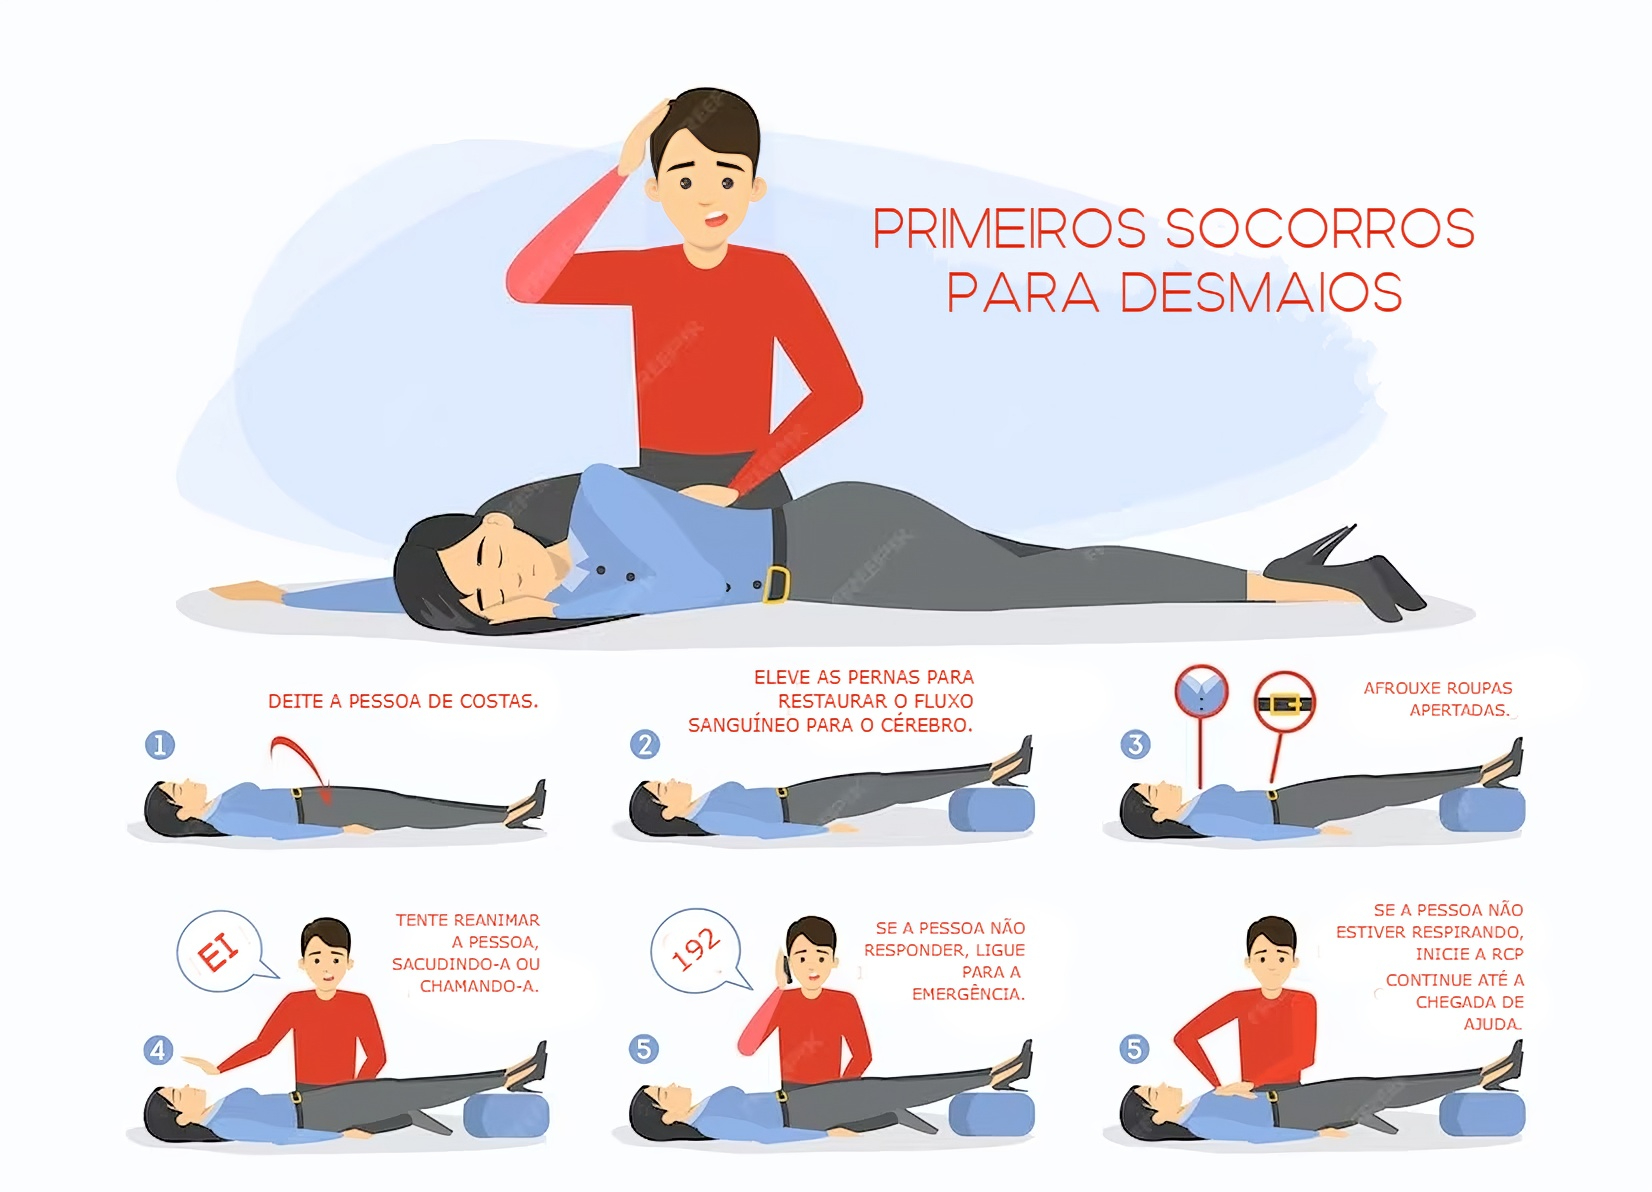 PRIMEIROS SOCORROS
PARA DESMAIOS
1
DEITE A PESSOA DE COSTAS.
2
ELEVE AS PERNAS PARA
RESTAURAR O FLUXO
SANGUÍNEO PARA O CÉREBRO.
3
AFROUXE ROUPAS
APERTADAS.
4
EI
TENTE REANIMAR
A PESSOA,
SACUDINDO-A OU
CHAMANDO-A.
5
192
SE A PESSOA NÃO
RESPONDER, LIGUE
PARA A
EMERGÊNCIA.
5
SE A PESSOA NÃO
ESTIVER RESPIRANDO,
INICIE A RCP
CONTINUE ATÉ A
CHEGADA DE
AJUDA.